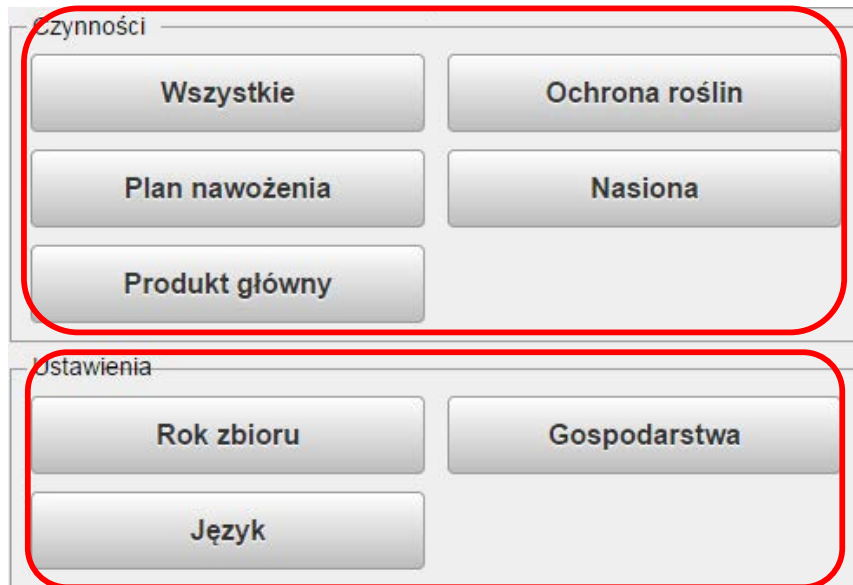 Czynności
Wszystkie
Ochrona roślin
Plan nawożenia
Nasiona
Produkt główny
Ustawienia
Rok zbioru
Gospodarstwa
Język